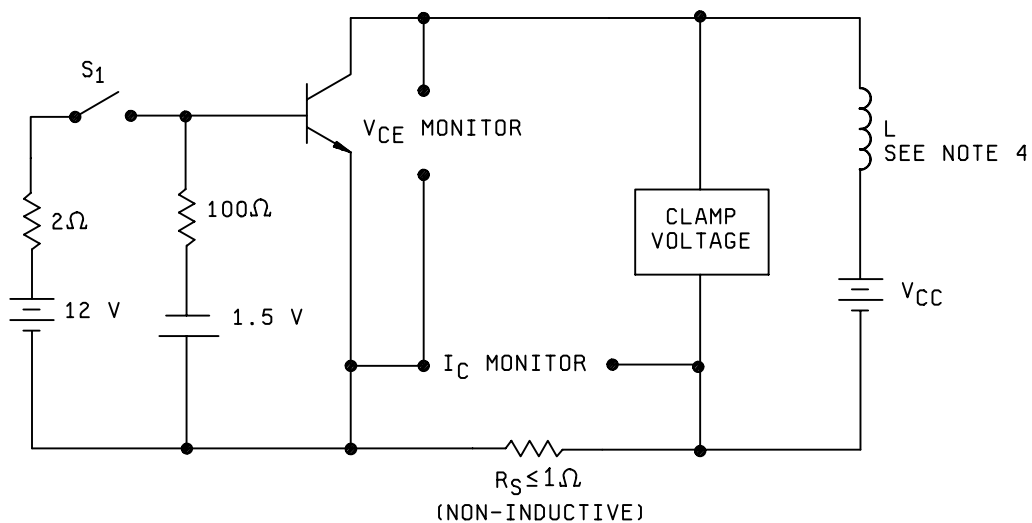 S1
VCE MONITOR
L
SEE NOTE 4
2Ω
100Ω
CLAMP
VOLTAGE
12 V
1.5 V
VCC
IC MONITOR
RS≤1Ω
(NON-INDUCTIVE)